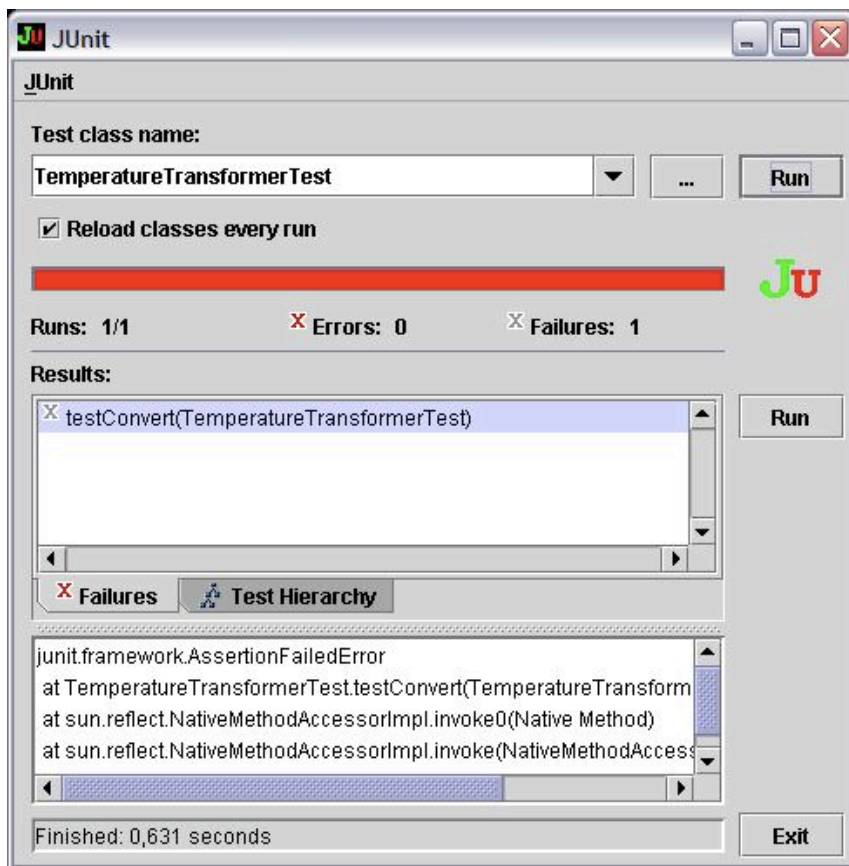 JU JUnit
JUnit
Test class name:
TemperatureTransformerTest ... Run
Reload classes every run
JU
Runs: 1/1 X Errors: 0 X Failures: 1
Results:
X testConvert(TemperatureTransformerTest) Run
X Failures Test Hierarchy
junit.framework.AssertionFailedError
at TemperatureTransformerTest.testConvert(TemperatureTransform
at sun.reflect.NativeMethodAccessorImpl.invoke0(Native Method)
at sun.reflect.NativeMethodAccessorImpl.invoke(NativeMethodAccess
Finished: 0,631 seconds Exit